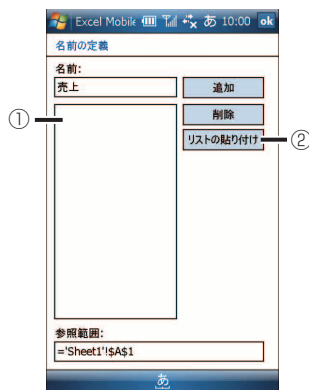 Excel Mobile あ 10:00 ok
名前の定義
名前:
売上
追加
削除
①
リストの貼り付け
②
参照範囲:
='Sheet1'!$A$1
あ